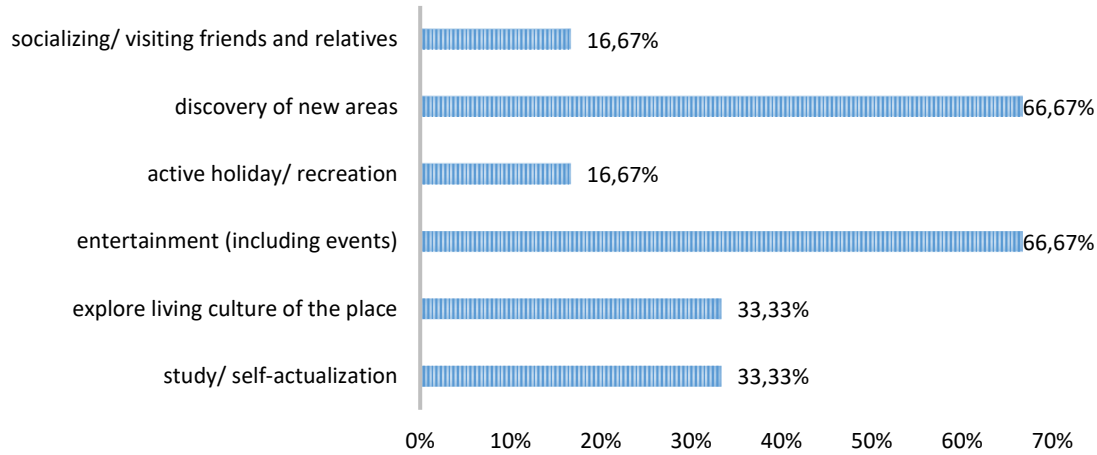 socializing/ visiting friends and relatives 16,67%
discovery of new areas 66,67%
active holiday/ recreation 16,67%
entertainment (including events) 66,67%
explore living culture of the place 33,33%
study/ self-actualization 33,33%
0% 10% 20% 30% 40% 50% 60% 70%